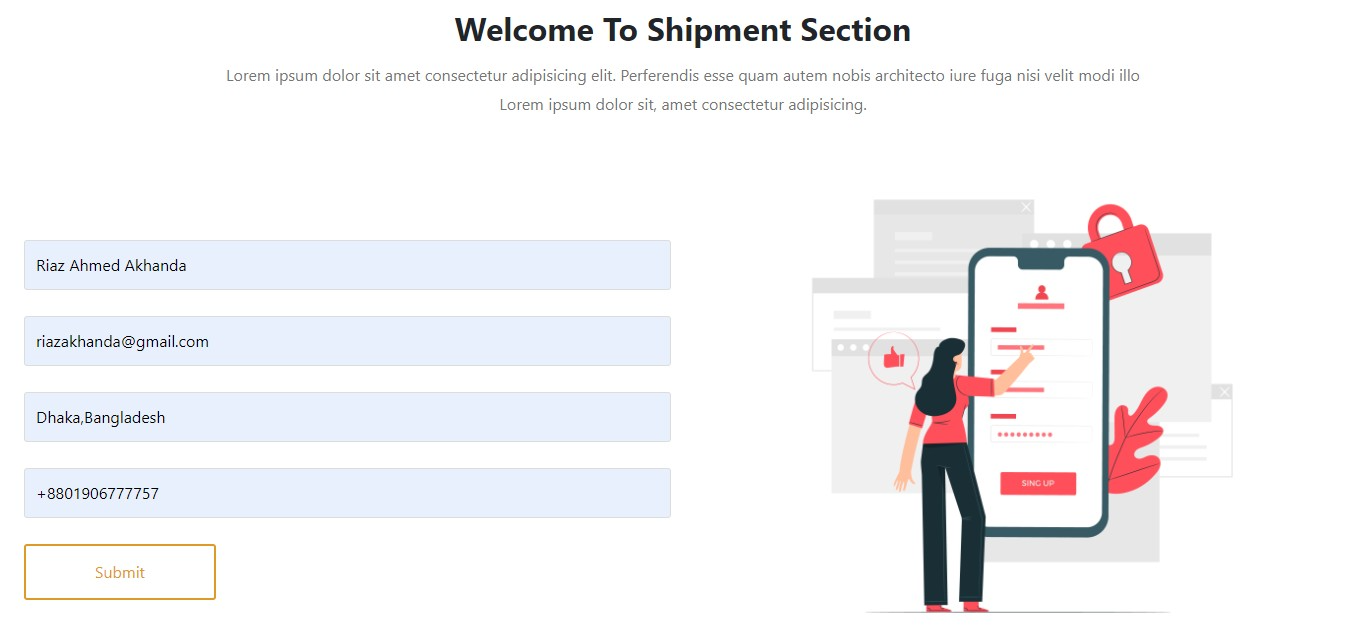 Welcome To Shipment Section
Lorem ipsum dolor sit amet consectetur adipisicing elit. Perferendis esse quam autem nobis architecto iure fuga nisi velit modi illo
Lorem ipsum dolor sit, amet consectetur adipisicing.
Riaz Ahmed Akhanda
riazakhanda@gmail.com
Dhaka,Bangladesh
+8801906777757
Submit
SING UP